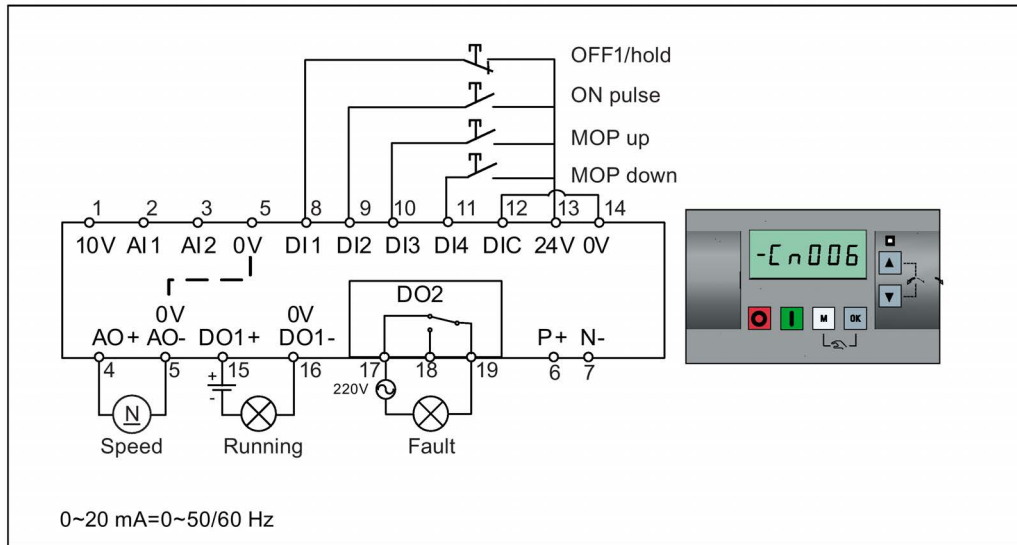 OFF1/hold
ON pulse
MOP up
MOP down
1 2 3 5 8 9 10 11 12 13 14
10V AI1 AI2 0V DI1 DI2 DI3 DI4 DIC 24V 0V
-Cn006
DO2
0V 0V
AO+ AO- DO1+ DO1- P+ N-
4 5 15 16 17 18 19 6 7
M OK
+
-
220V
N
Speed Running Fault
0~20 mA=0~50/60 Hz